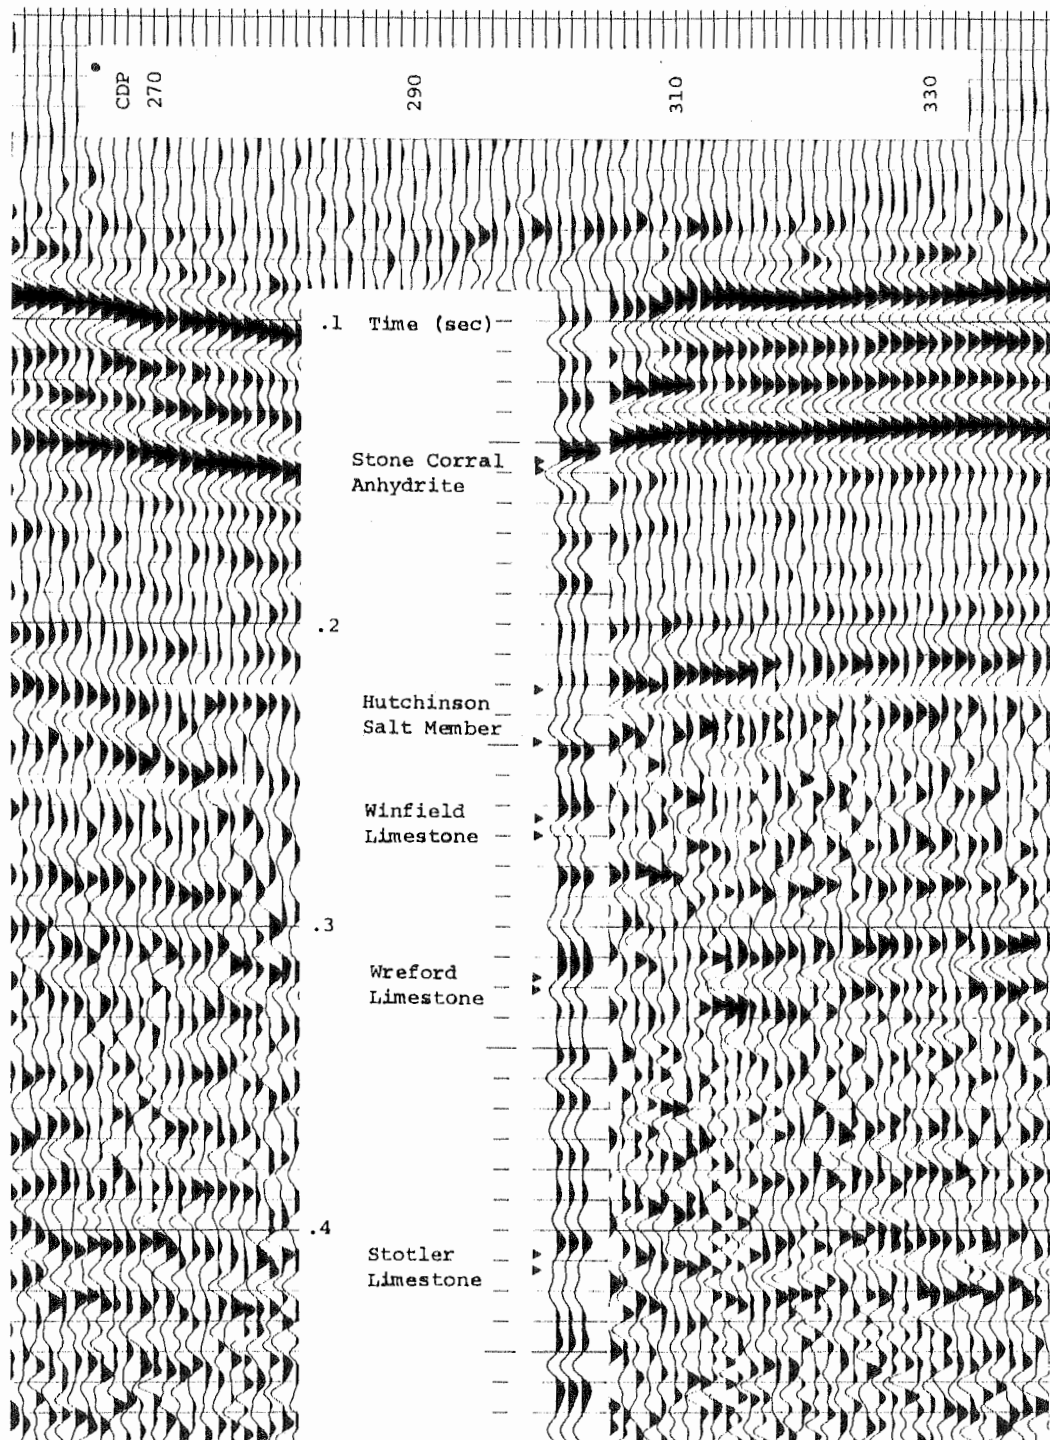 CDP
270
290
310
330
.1 Time (sec)
Stone Corral
Anhydrite
.2
Hutchinson
Salt Member
Winfield
Limestone
.3
Wreford
Limestone
.4
Stotler
Limestone